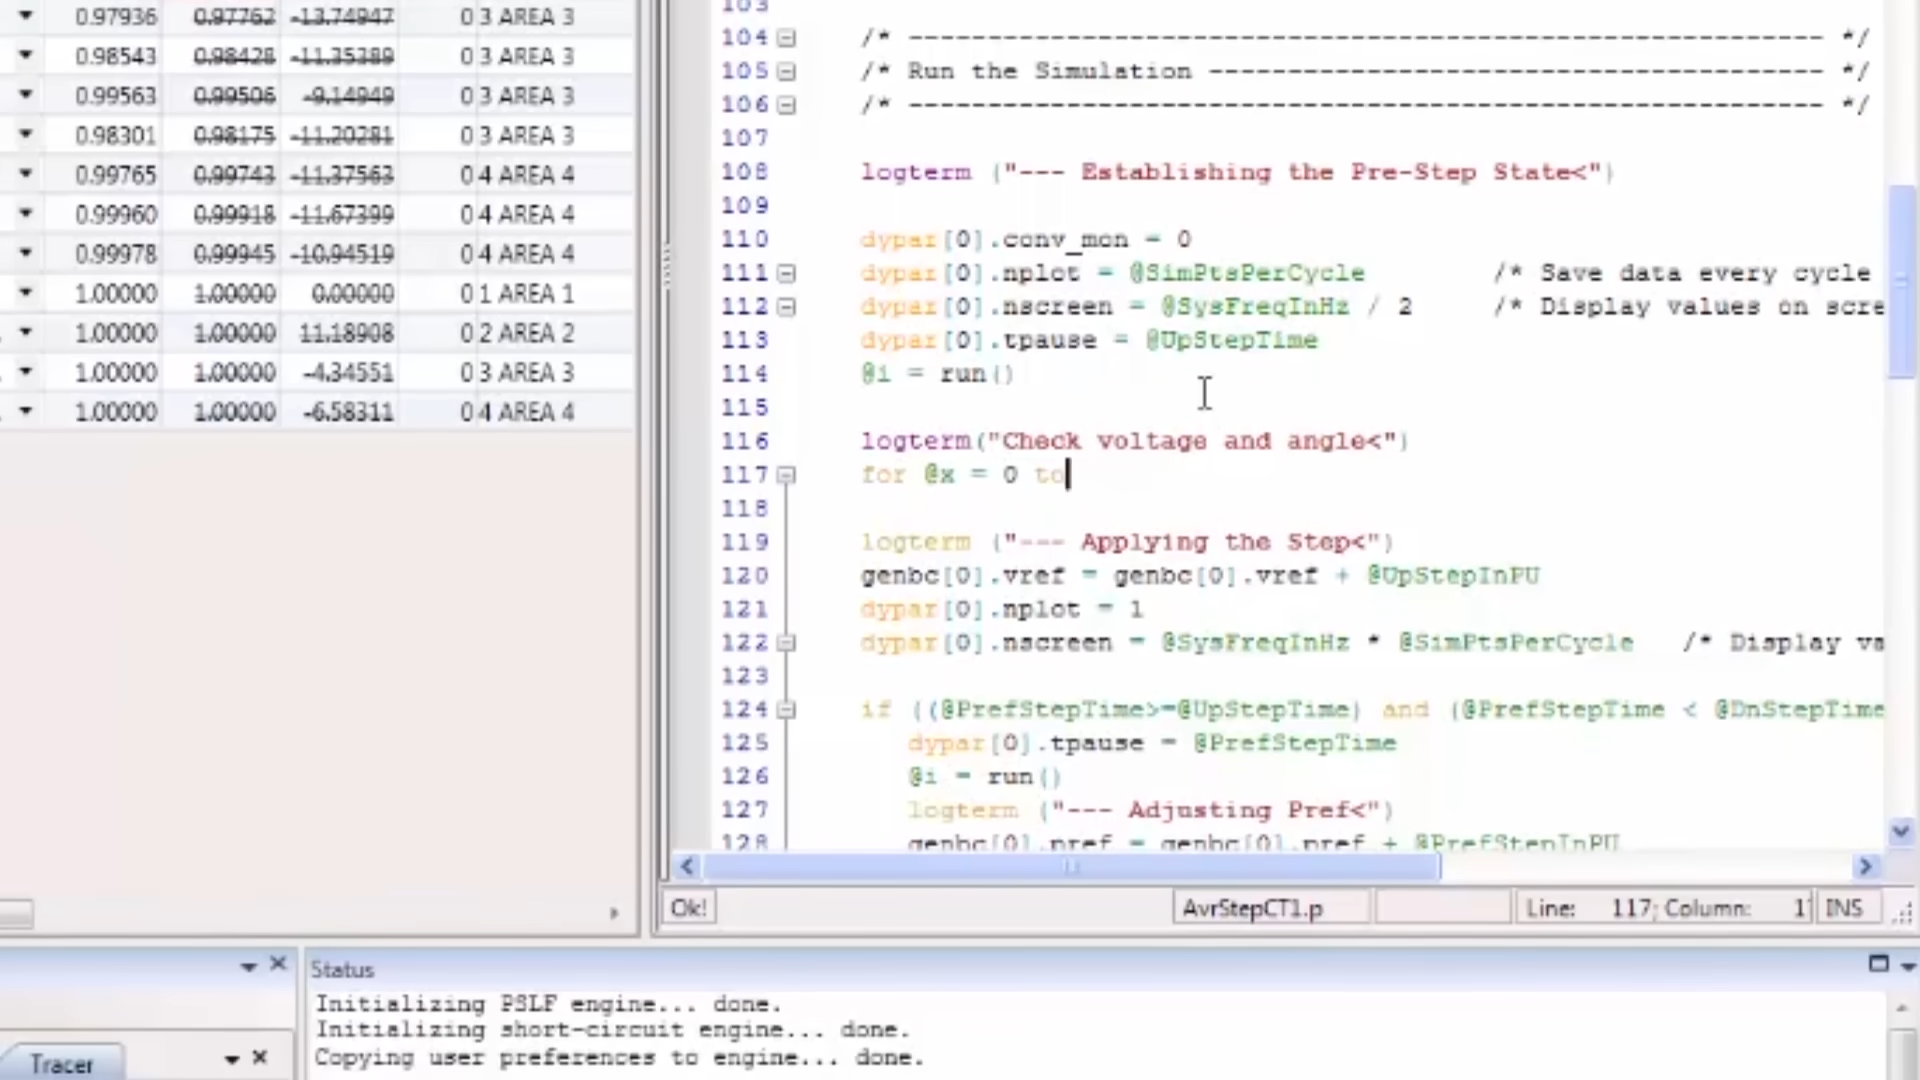 0.97936 0.97762 -13.74947 0 3 AREA 3
0.98543 0.98428 -11.35389 0 3 AREA 3
0.99563 0.99506 -9.14949 0 3 AREA 3
0.98301 0.98175 -11.20281 0 3 AREA 3
0.99765 0.99743 -11.37563 0 4 AREA 4
0.99960 0.99918 -11.67399 0 4 AREA 4
0.99978 0.99945 -10.94519 0 4 AREA 4
1.00000 1.00000 0.00000 0 1 AREA 1
1.00000 1.00000 11.18908 0 2 AREA 2
1.00000 1.00000 -4.34551 0 3 AREA 3
1.00000 1.00000 -6.58311 0 4 AREA 4
103
104 /* ---------------------------------------------------------- */
105 /* Run the Simulation --------------------------------------- */
106 /* ---------------------------------------------------------- */
107
108 logterm ("--- Establishing the Pre-Step State<")
109
110 dypar[0].conv_mon = 0
111 dypar[0].nplot = @SimPtsPerCycle /* Save data every cycle
112 dypar[0].nscreen = @SysFreqInHz / 2 /* Display values on scre
113 dypar[0].tpause = @UpStepTime
114 @i = run()
115
116 logterm("Check voltage and angle<")
117 for @x = 0 to
118
119 logterm ("--- Applying the Step<")
120 genbc[0].vref = genbc[0].vref + @UpStepInPU
121 dypar[0].nplot = 1
122 dypar[0].nscreen = @SysFreqInHz * @SimPtsPerCycle /* Display va
123
124 if ((@PrefStepTime>=@UpStepTime) and (@PrefStepTime < @DnStepTime
125 dypar[0].tpause = @PrefStepTime
126 @i = run()
127 logterm ("--- Adjusting Pref<")
128 genbc[0].pref = genbc[0].pref + @PrefStepInPU
Ok! AvrStepCT1.p Line: 117; Column: 1 INS
Status
Initializing PSLF engine... done.
Initializing short-circuit engine... done.
Copying user preferences to engine... done.
Tracer